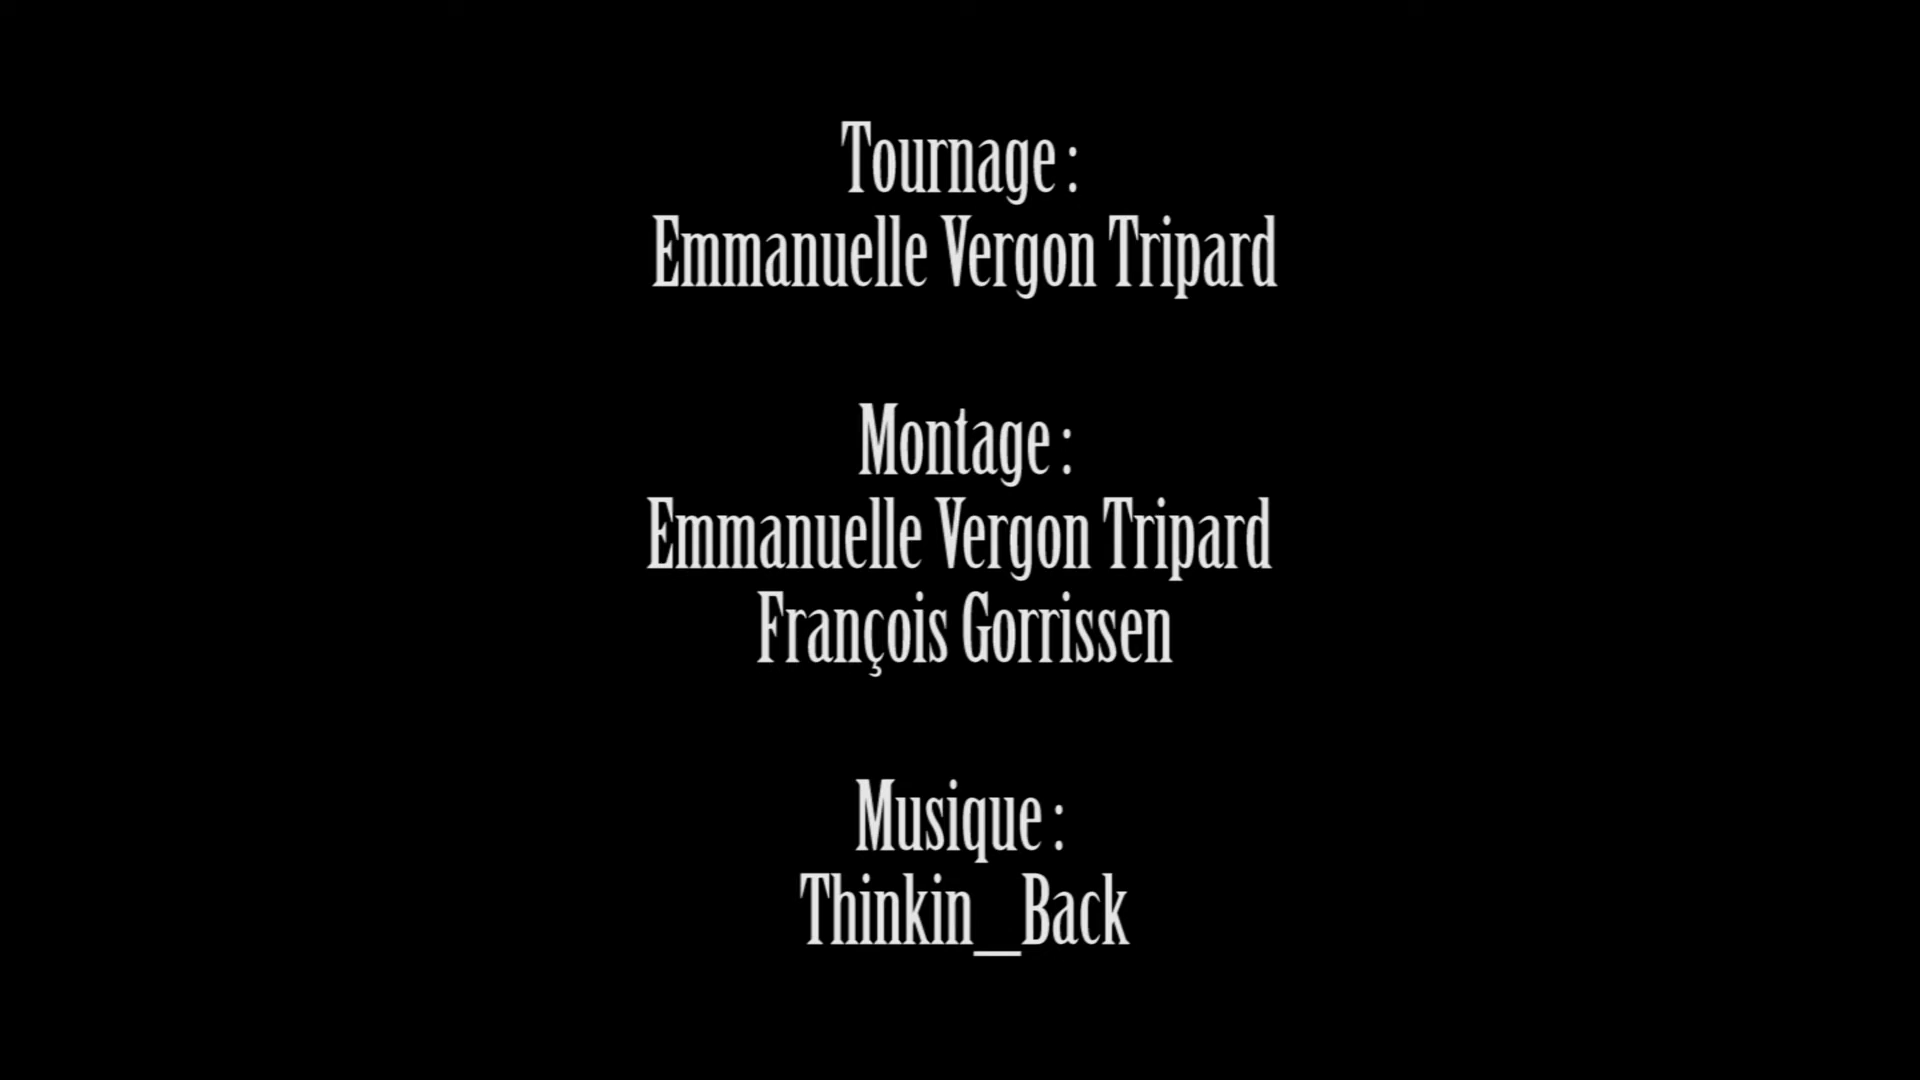 Tournage :
Emmanuelle Vergon Tripard
Montage :
Emmanuelle Vergon Tripard
François Gorrissen
Musique :
Thinkin_Back